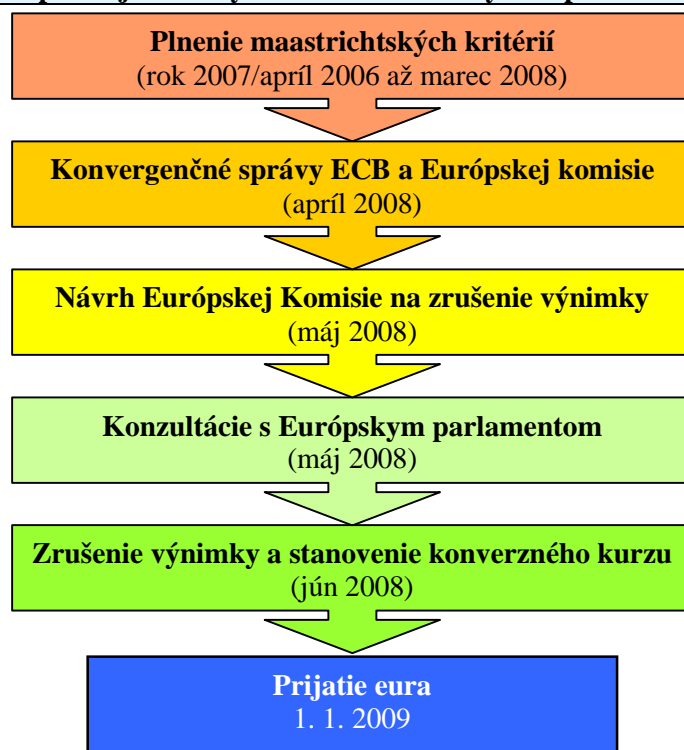 Plnenie maastrichtských kritérií
(rok 2007/apríl 2006 až marec 2008)
Konvergenčné správy ECB a Európskej komisie
(apríl 2008)
Návrh Európskej Komisie na zrušenie výnimky
(máj 2008)
Konzultácie s Európskym parlamentom
(máj 2008)
Zrušenie výnimky a stanovenie konverzného kurzu
(jún 2008)
Prijatie eura
1. 1. 2009